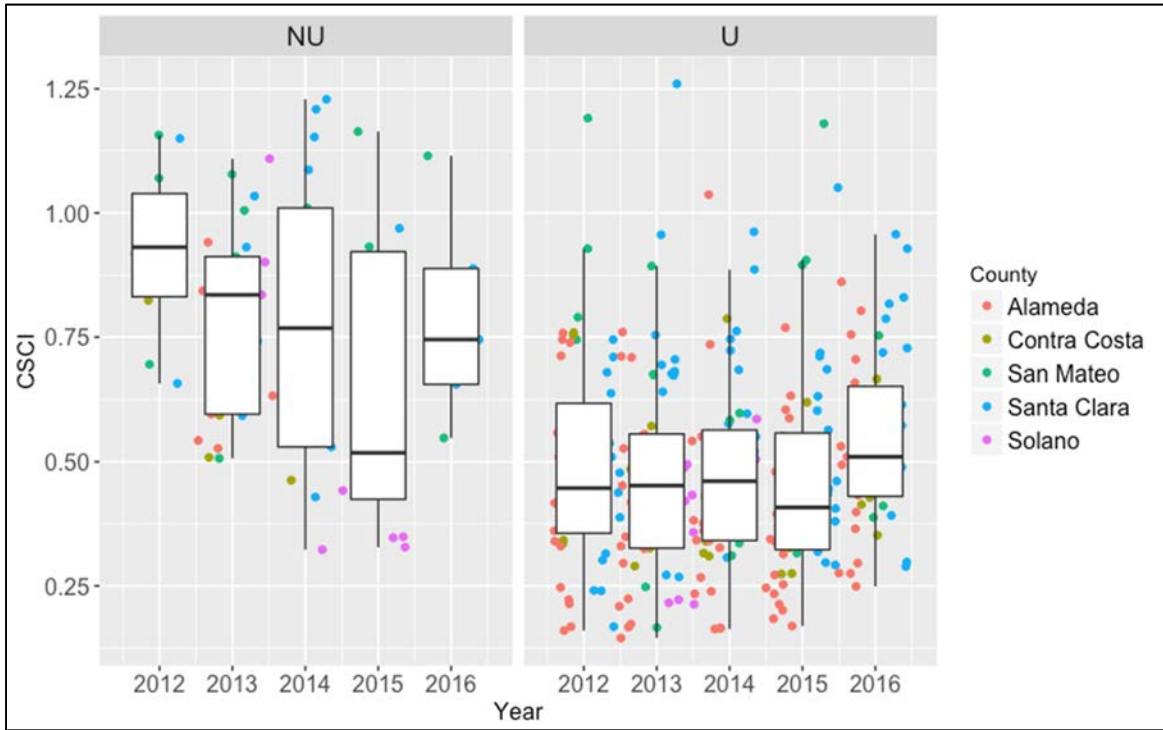 NU U
1.25
1.00
0.75
0.50
0.25
CSCI
2012 2013 2014 2015 2016 2012 2013 2014 2015 2016
Year
County
Alameda
Contra Costa
San Mateo
Santa Clara
Solano